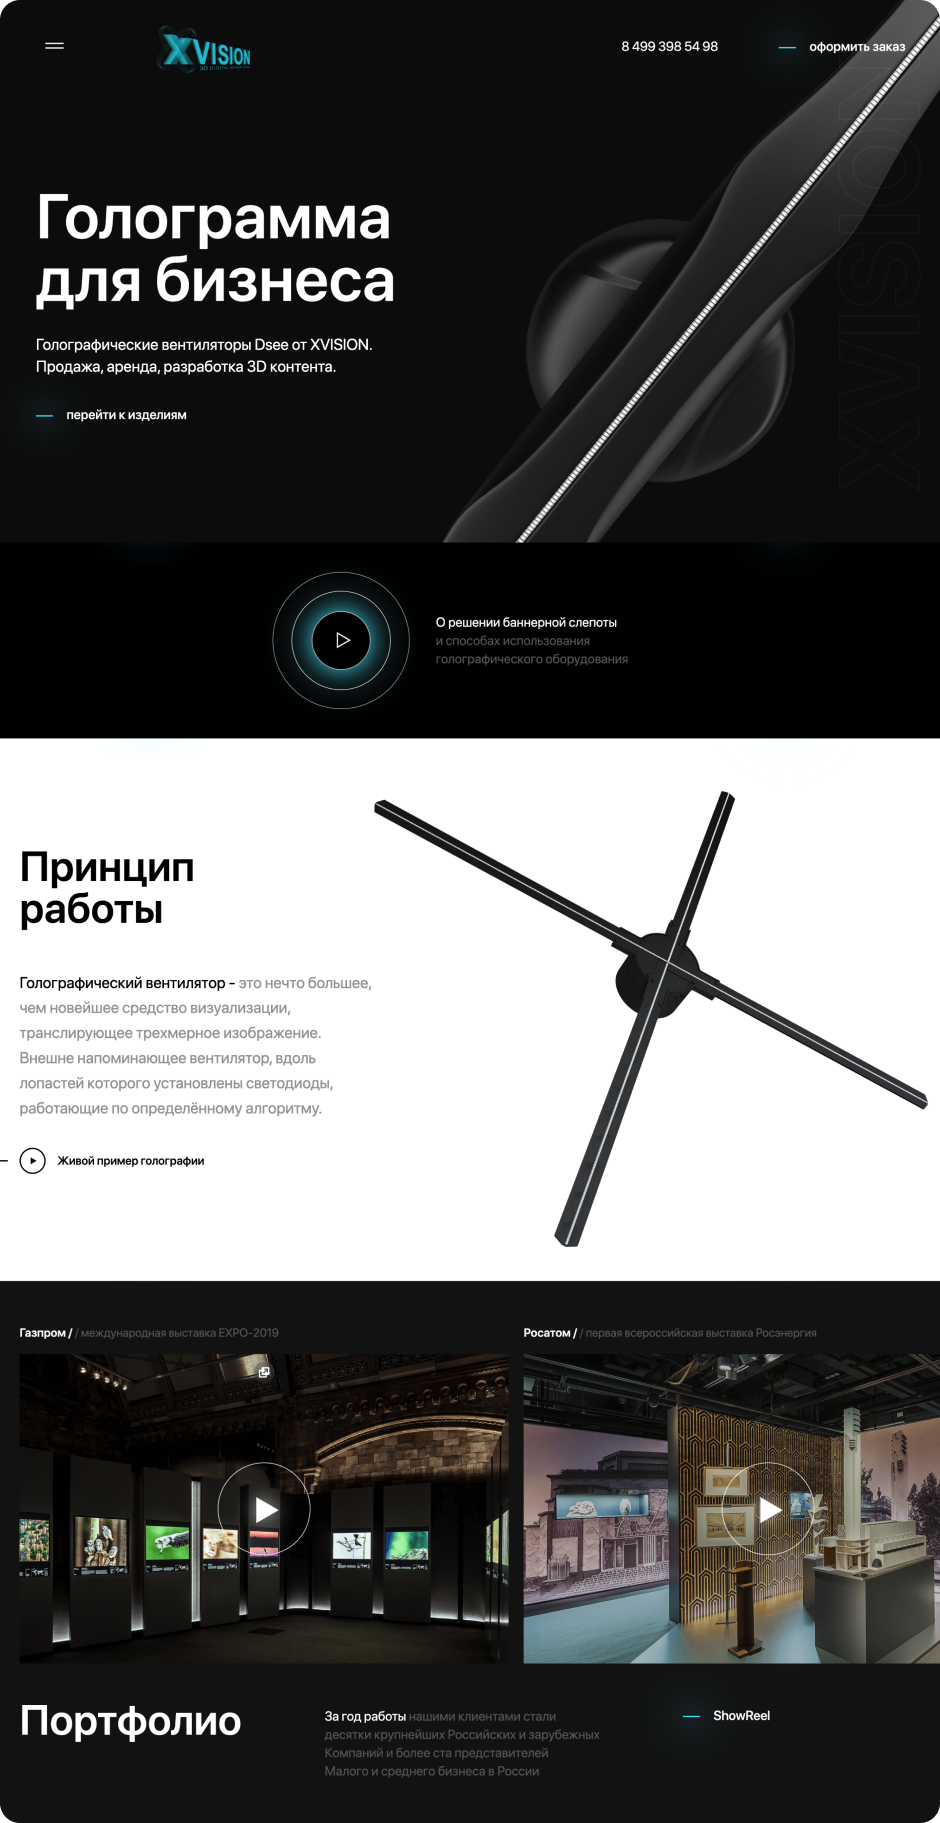 XVISION
3D DIGITAL
8 499 398 54 98
оформить заказ
XVISION
Голограмма
для бизнеса
Голографические вентиляторы Dsee от XVISION.
Продажа, аренда, разработка 3D контента.
перейти к изделиям
О решении баннерной слепоты
и способах использования
голографического оборудования
Принцип
работы
Голографический вентилятор - это нечто большее,
чем новейшее средство визуализации,
транслирующее трехмерное изображение.
Внешне напоминающее вентилятор, вдоль
лопастей которого установлены светодиоды,
работающие по определённому алгоритму.
Живой пример голографии
Газпром / / международная выставка EXPO-2019
Росатом / / первая всероссийская выставка Росэнергия
Портфолио
За год работы нашими клиентами стали
десятки крупнейших Российских и зарубежных
Компаний и более ста представителей
Малого и среднего бизнеса в России
ShowReel